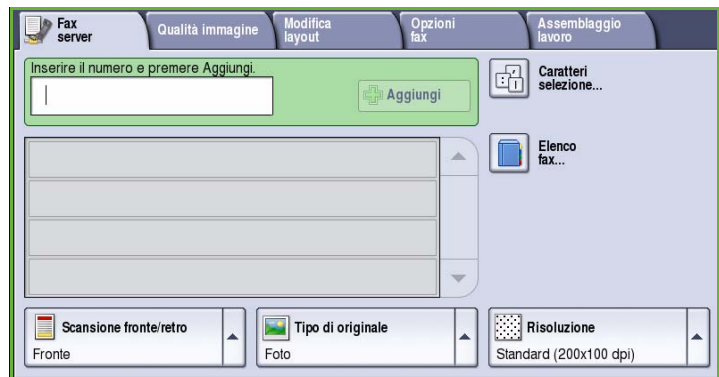 Fax
server
Qualità immagine
Modifica
layout
Opzioni
fax
Assemblaggio
lavoro
Inserire il numero e premere Aggiungi.
Aggiungi
Caratteri
selezione...
Elenco
fax...
Scansione fronte/retro
Fronte
Tipo di originale
Foto
Risoluzione
Standard (200x100 dpi)